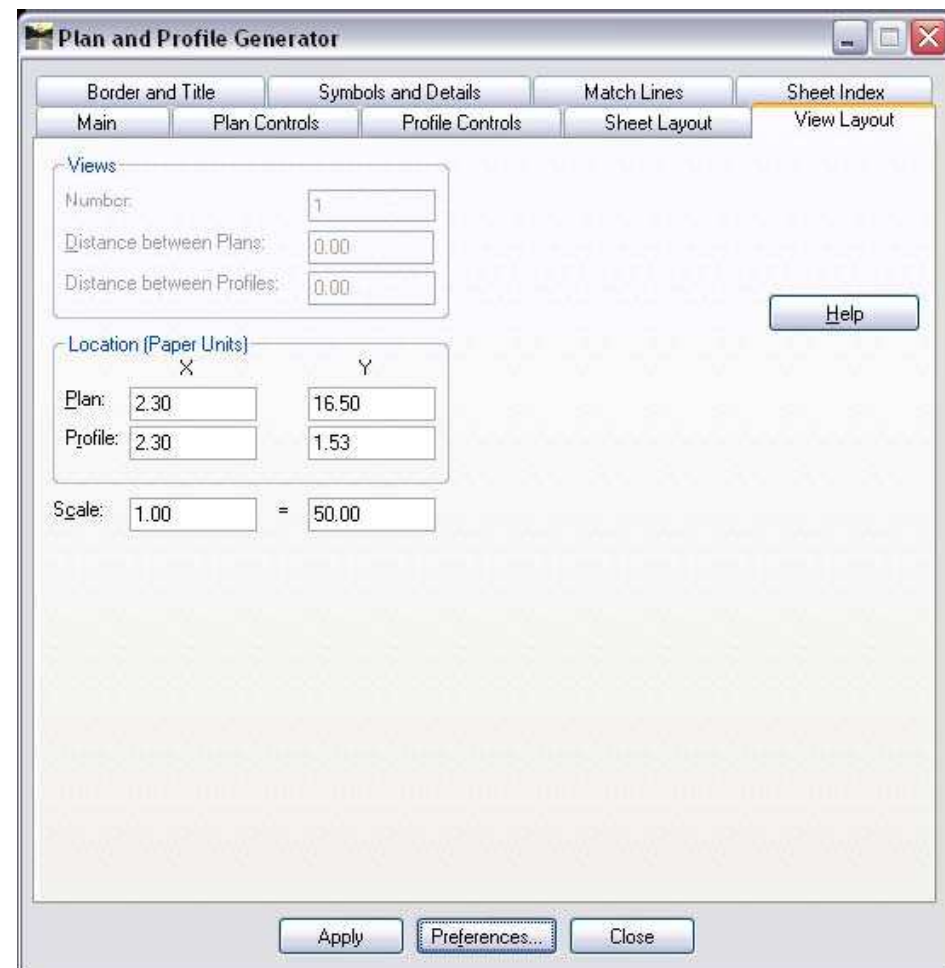 Plan and Profile Generator
Border and Title Symbols and Details Match Lines Sheet Index
Main Plan Controls Profile Controls Sheet Layout View Layout
Views
Number: 1
Distance between Plans: 0.00
Distance between Profiles: 0.00
Help
Location (Paper Units)
X Y
Plan: 2.30 16.50
Profile: 2.30 1.53
Scale: 1.00 = 50.00
Apply Preferences... Close